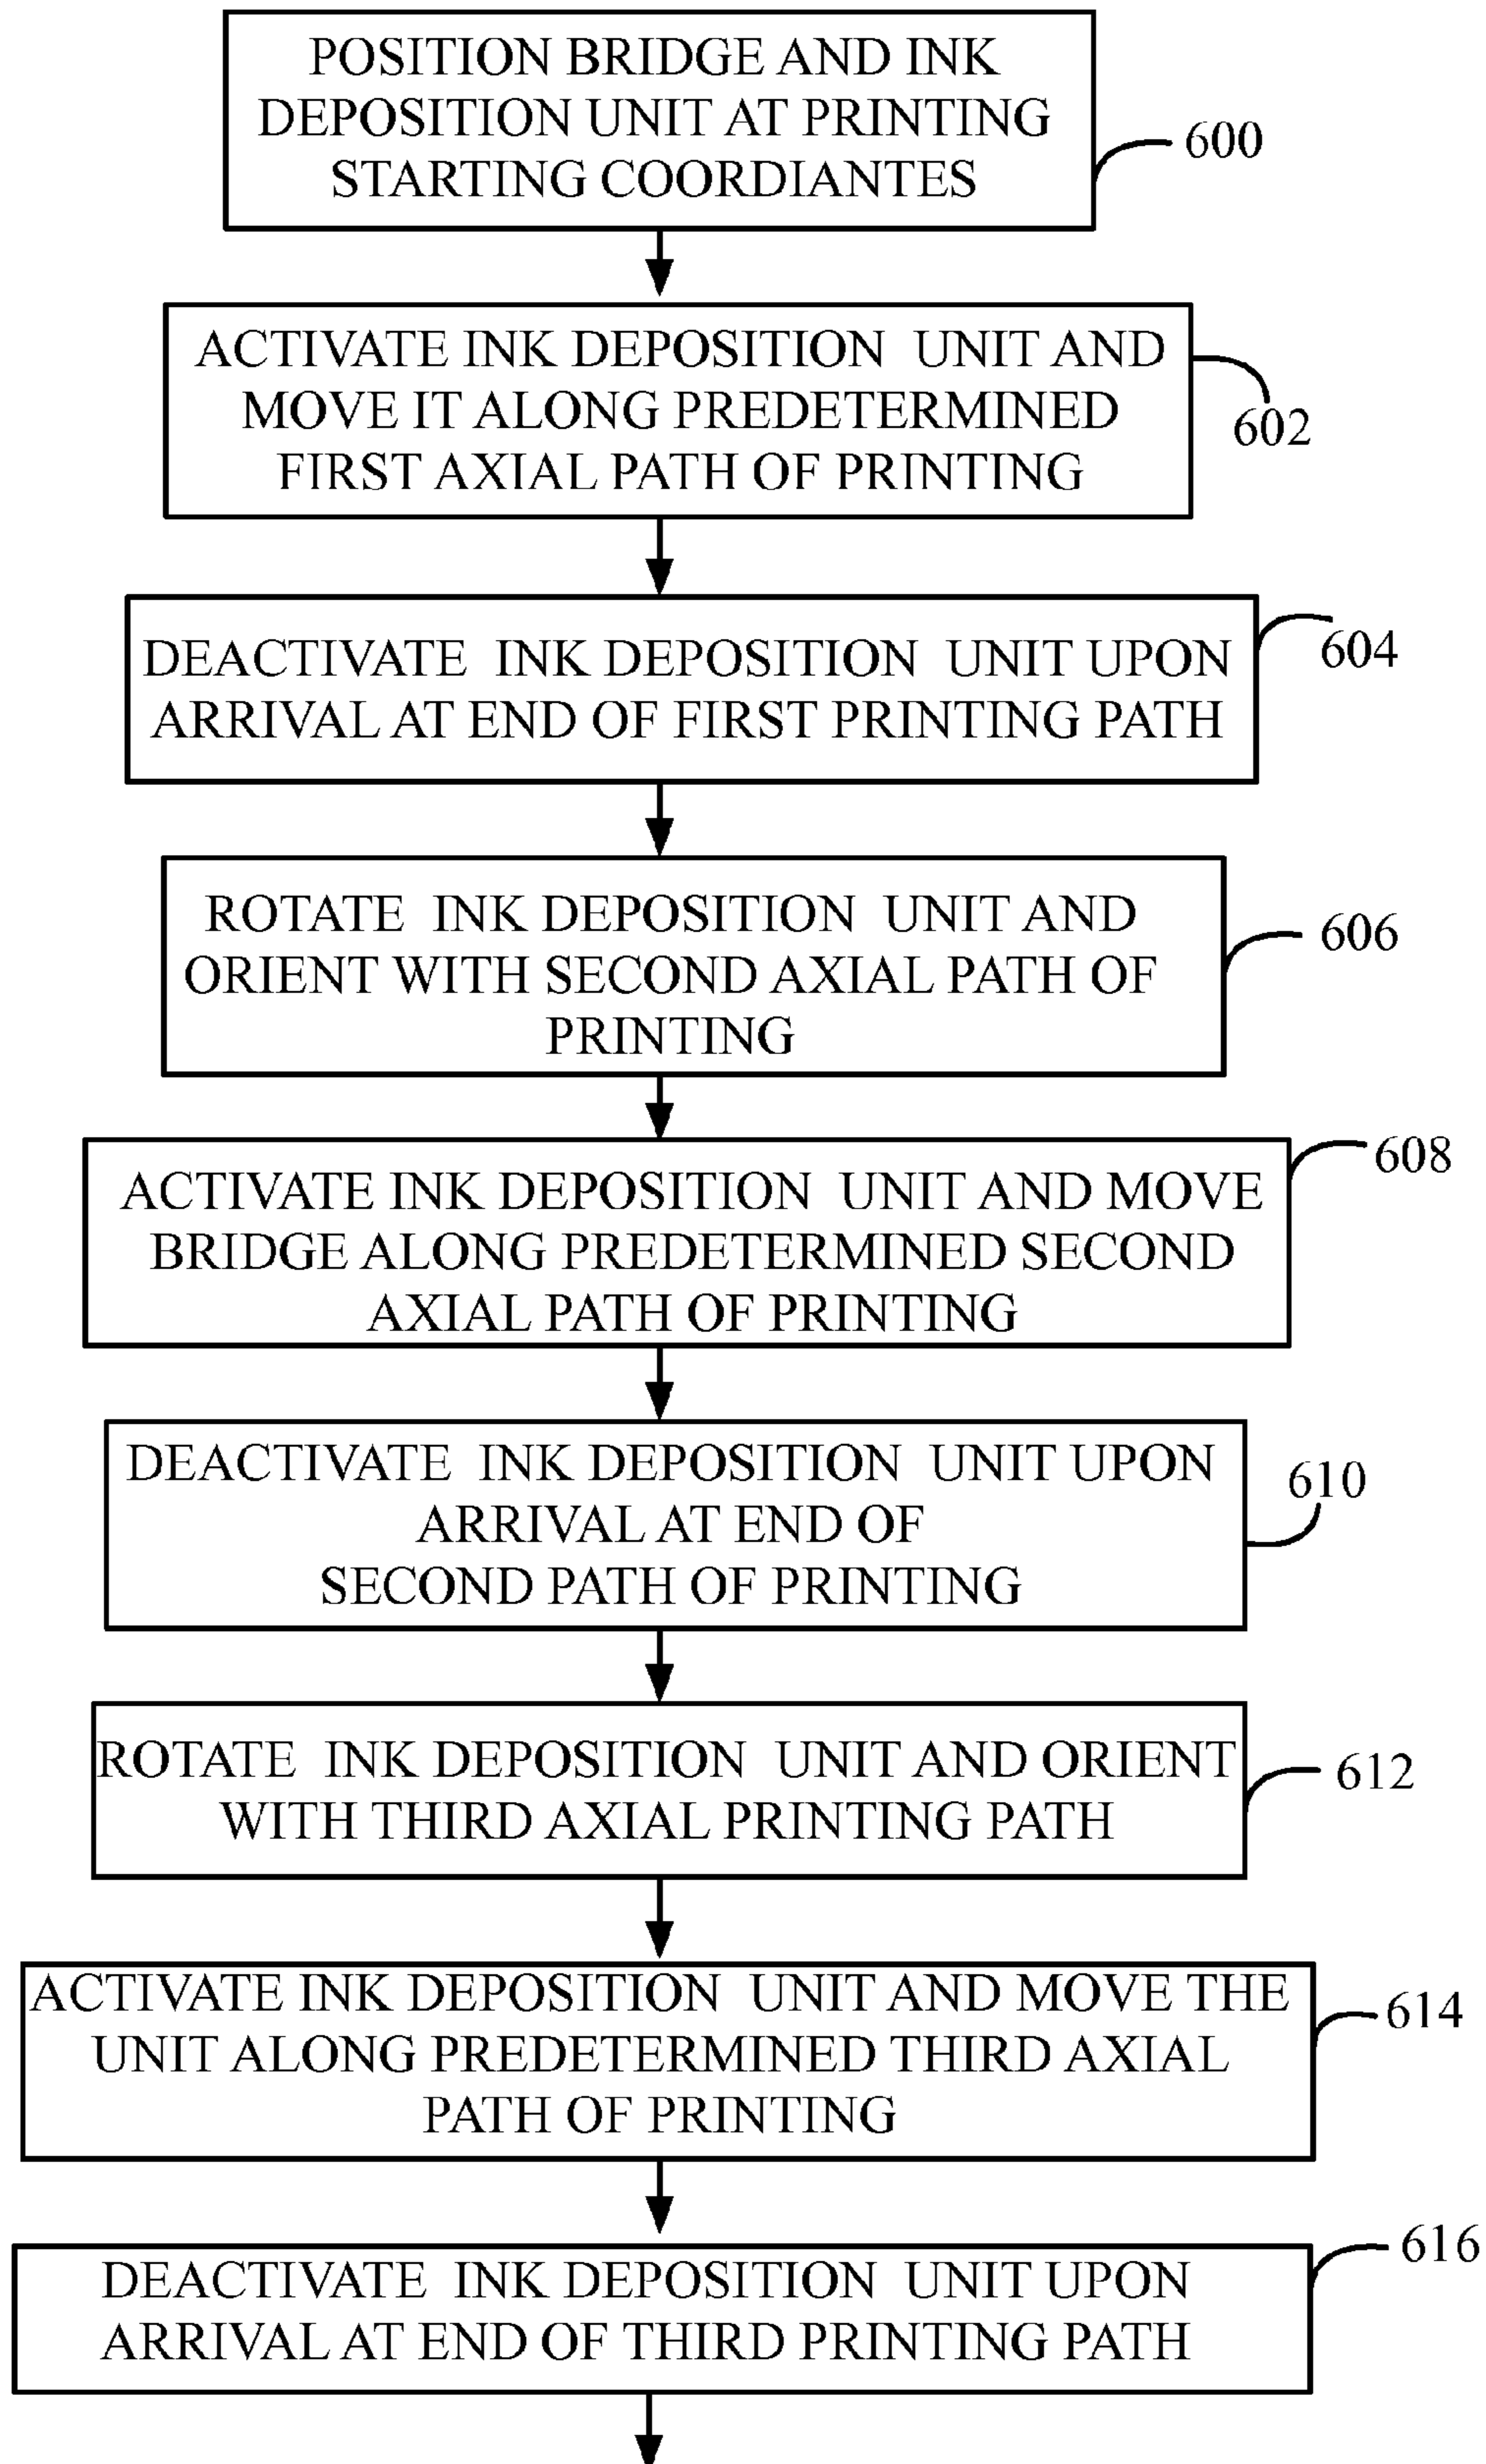 POSITION BRIDGE AND INK
DEPOSITION UNIT AT PRINTING
STARTING COORDIANTES
600
ACTIVATE INK DEPOSITION UNIT AND
MOVE IT ALONG PREDETERMINED
FIRST AXIAL PATH OF PRINTING
602
DEACTIVATE INK DEPOSITION UNIT UPON
ARRIVAL AT END OF FIRST PRINTING PATH
604
ROTATE INK DEPOSITION UNIT AND
ORIENT WITH SECOND AXIAL PATH OF
PRINTING
606
ACTIVATE INK DEPOSITION UNIT AND MOVE
BRIDGE ALONG PREDETERMINED SECOND
AXIAL PATH OF PRINTING
608
DEACTIVATE INK DEPOSITION UNIT UPON
ARRIVAL AT END OF
SECOND PATH OF PRINTING
610
ROTATE INK DEPOSITION UNIT AND ORIENT
WITH THIRD AXIAL PRINTING PATH
612
ACTIVATE INK DEPOSITION UNIT AND MOVE THE
UNIT ALONG PREDETERMINED THIRD AXIAL
PATH OF PRINTING
614
DEACTIVATE INK DEPOSITION UNIT UPON
ARRIVAL AT END OF THIRD PRINTING PATH
616